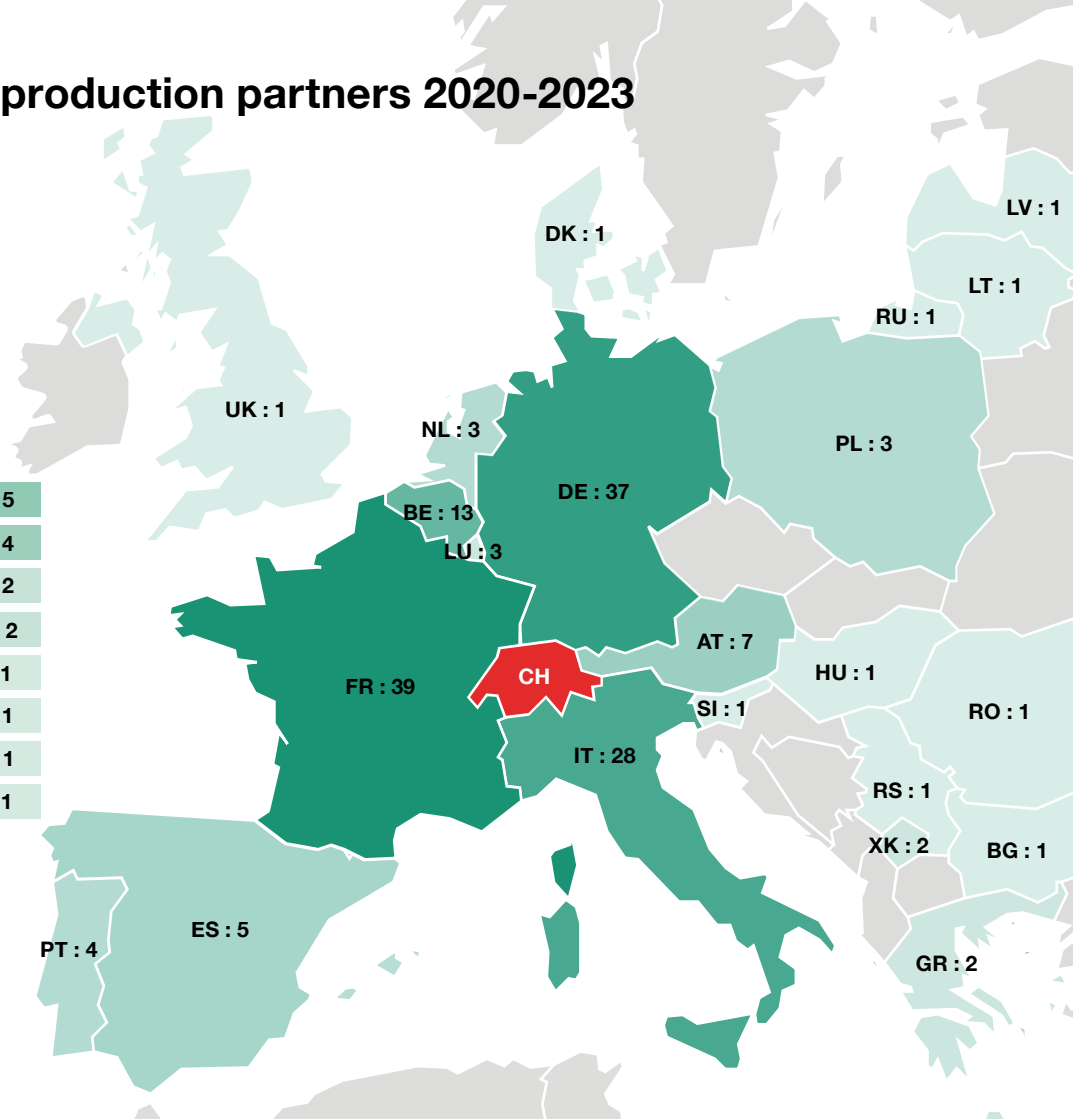 production partners 2020-2023
LV : 1
DK : 1
LT : 1
RU : 1
UK : 1
NL : 3
PL : 3
DE : 37
5
BE : 13
4
LU : 3
2
2
AT : 7
1
HU : 1
CH
FR : 39
SI : 1
RO : 1
1
IT : 28
1
RS : 1
1
XK : 2
BG : 1
ES : 5
PT : 4
GR : 2